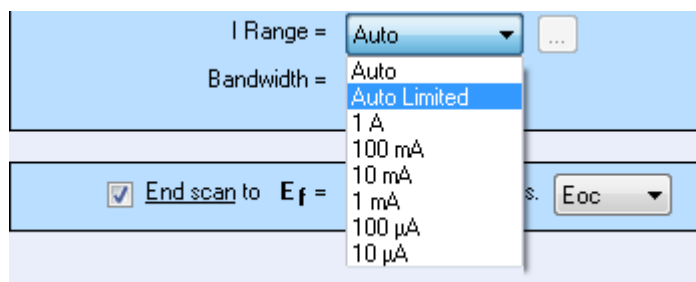 I Range = Auto ...
Bandwidth =
Auto
Auto Limited
1 A
100 mA
10 mA
1 mA
100 µA
10 µA
End scan to Ef = s. Eoc